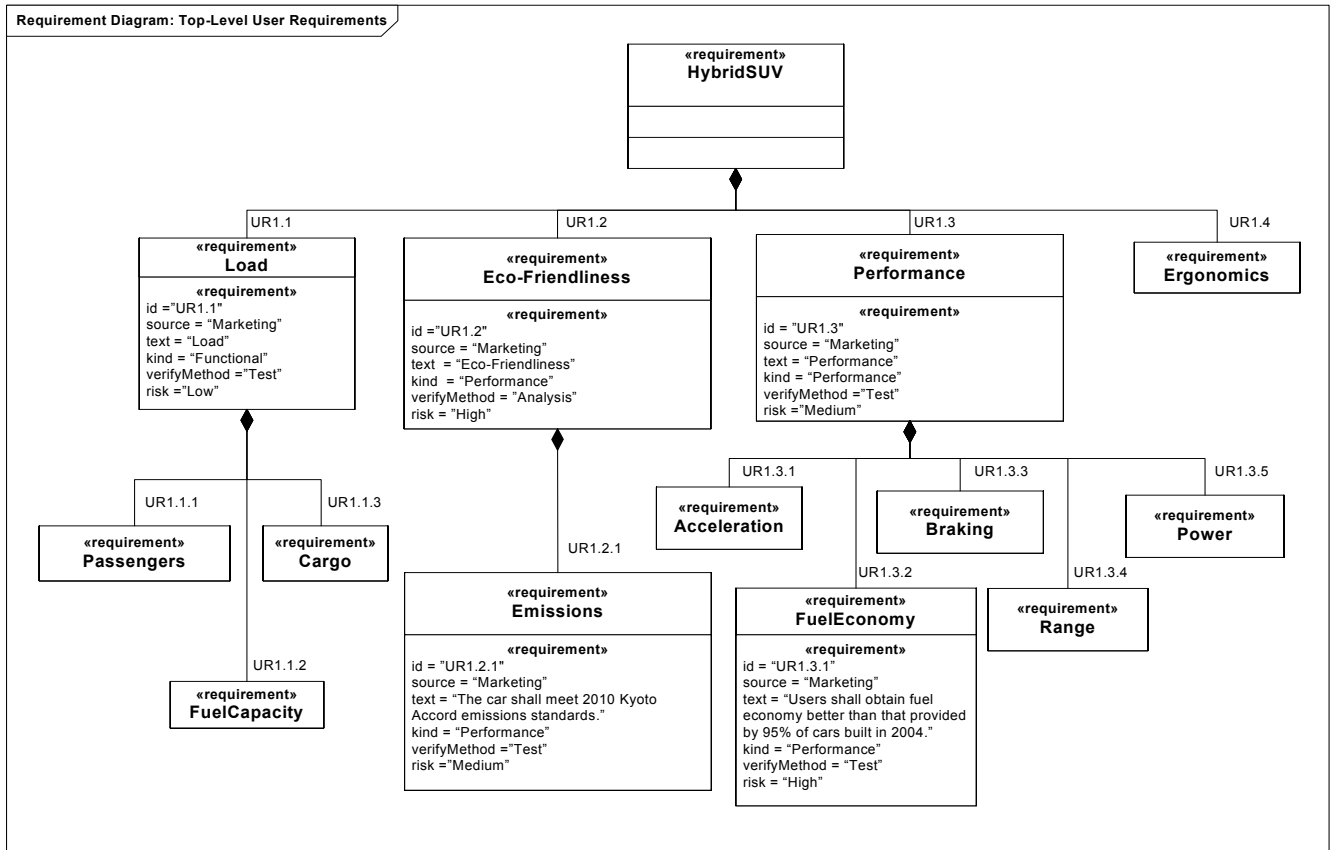 Requirement Diagram: Top-Level User Requirements
«requirement»
HybridSUV
UR1.1
UR1.2
UR1.3
UR1.4
«requirement»
Load
«requirement»
id =”UR1.1"
source = “Marketing”
text = “Load”
kind = “Functional”
verifyMethod =”Test”
risk =”Low”
«requirement»
Eco-Friendliness
«requirement»
id =”UR1.2"
source = “Marketing”
text = “Eco-Friendliness”
kind = “Performance”
verifyMethod = “Analysis”
risk = “High”
«requirement»
Performance
«requirement»
id = ”UR1.3"
source = “Marketing”
text = “Performance”
kind = “Performance”
verifyMethod =”Test”
risk =”Medium”
«requirement»
Ergonomics
UR1.1.1
«requirement»
Passengers
UR1.1.3
«requirement»
Cargo
UR1.1.2
«requirement»
FuelCapacity
UR1.2.1
«requirement»
Emissions
«requirement»
id = ”UR1.2.1"
source = “Marketing”
text = “The car shall meet 2010 Kyoto
Accord emissions standards.”
kind = “Performance”
verifyMethod =”Test”
risk =”Medium”
UR1.3.1
«requirement»
Acceleration
UR1.3.2
«requirement»
FuelEconomy
«requirement»
id = “UR1.3.1”
source = “Marketing”
text = “Users shall obtain fuel
economy better than that provided
by 95% of cars built in 2004.”
kind = “Performance”
verifyMethod = “Test”
risk = “High”
UR1.3.3
«requirement»
Braking
UR1.3.4
«requirement»
Range
UR1.3.5
«requirement»
Power